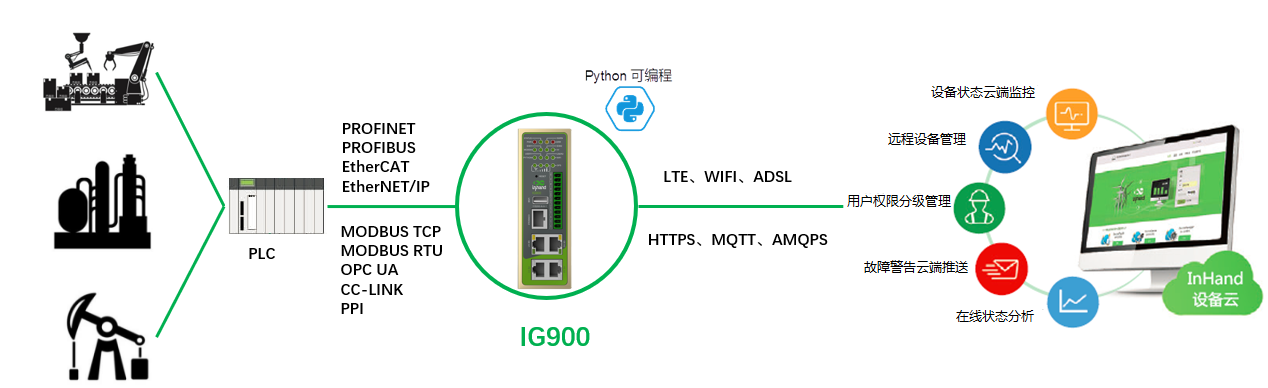 Python 可编程
PROFINET
PROFIBUS
EtherCAT
EtherNET/IP
MODBUS TCP
MODBUS RTU
OPC UA
CC-LINK
PPI
PLC
inhand
IG900
LTE、WIFI、ADSL
HTTPS、MQTT、AMQPS
设备状态云端监控
远程设备管理
用户权限分级管理
故障警告云端推送
在线状态分析
InHand
设备云